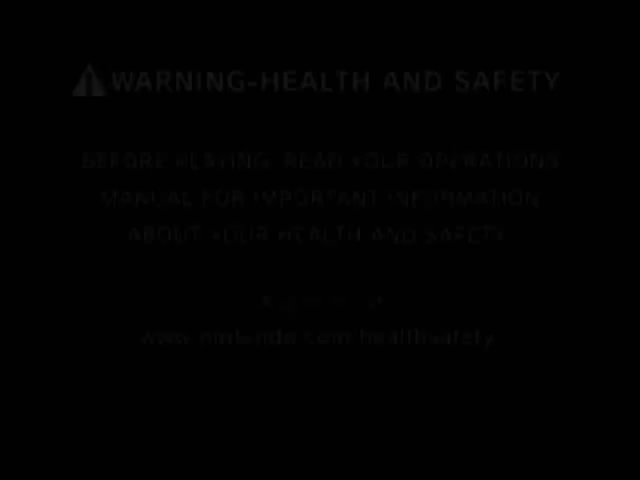 WARNING-HEALTH AND SAFETY
BEFORE PLAYING, READ YOUR OPERATIONS
MANUAL FOR IMPORTANT INFORMATION
ABOUT YOUR HEALTH AND SAFETY.
www.nintendo.com/healthsafety